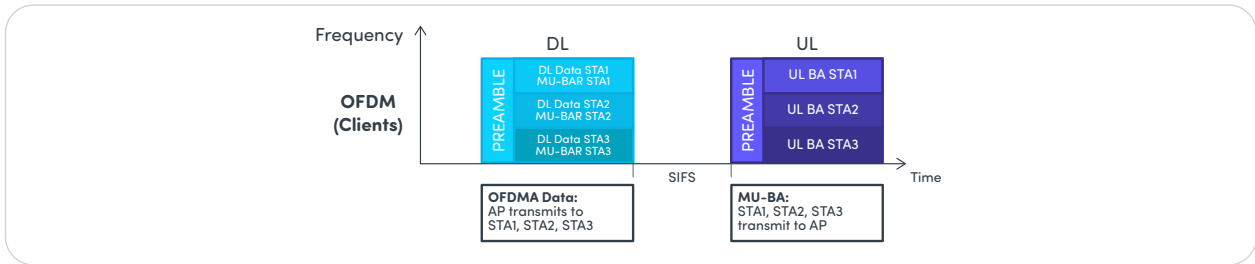 Frequency
OFDM
(Clients)
DL
PREAMBLE
DL Data STA1
MU-BAR STA1
DL Data STA2
MU-BAR STA2
DL Data STA3
MU-BAR STA3
UL
PREAMBLE
UL BA STA1
UL BA STA2
UL BA STA3
SIFS
Time
OFDMA Data:
AP transmits to
STA1, STA2, STA3
MU-BA:
STA1, STA2, STA3
transmit to AP